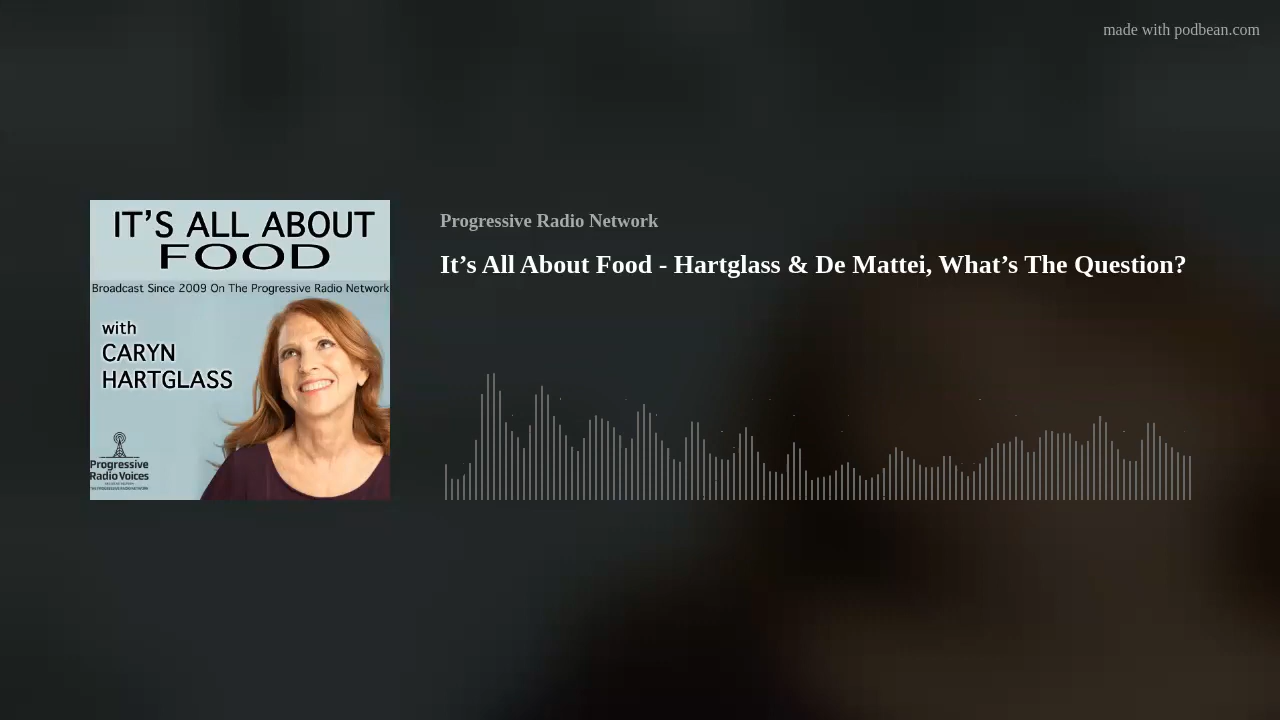 made with podbean.com
IT'S ALL ABOUT
FOOD
Broadcast Since 2009 On The Progressive Radio Network
with
CARYN
HARTGLASS
Progressive
Radio Voices
Progressive Radio Network
It’s All About Food - Hartglass & De Mattei, What’s The Question?